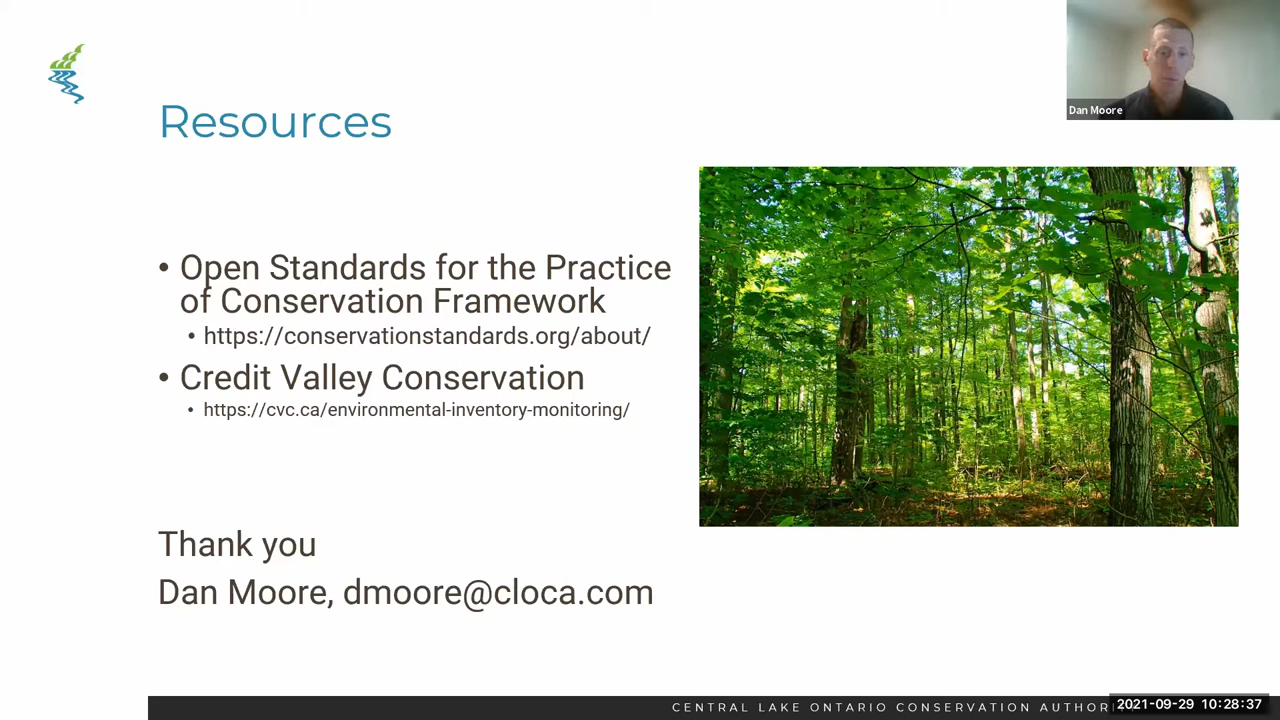 Dan Moore
Resources
• Open Standards for the Practice
of Conservation Framework
• https://conservationstandards.org/about/
• Credit Valley Conservation
• https://cvc.ca/environmental-inventory-monitoring/
Thank you
Dan Moore, dmoore@cloca.com
CENTRAL LAKE ONTARIO CONSERVATION
2021-09-29 10:28:37